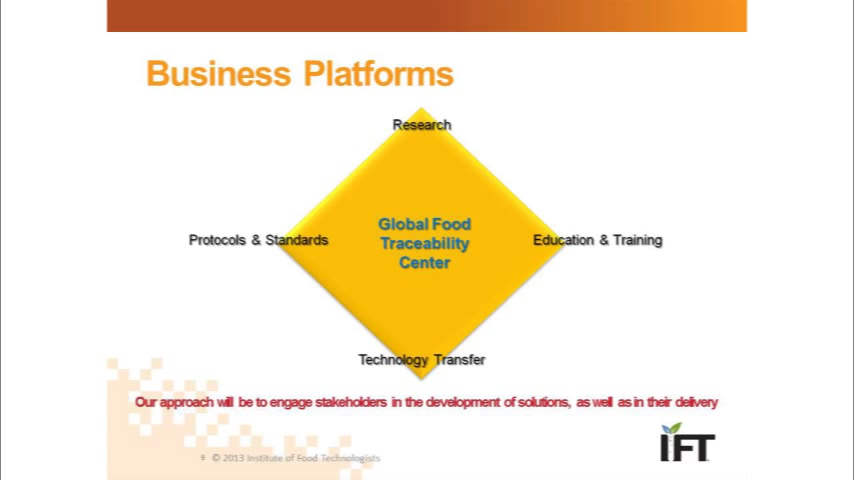 Business Platforms
Research
Global Food
Traceability
Center
Protocols & Standards
Education & Training
Technology Transfer
Our approach will be to engage stakeholders in the development of solutions, as well as in their delivery
9 © 2013 Institute of Food Technologists
IFT